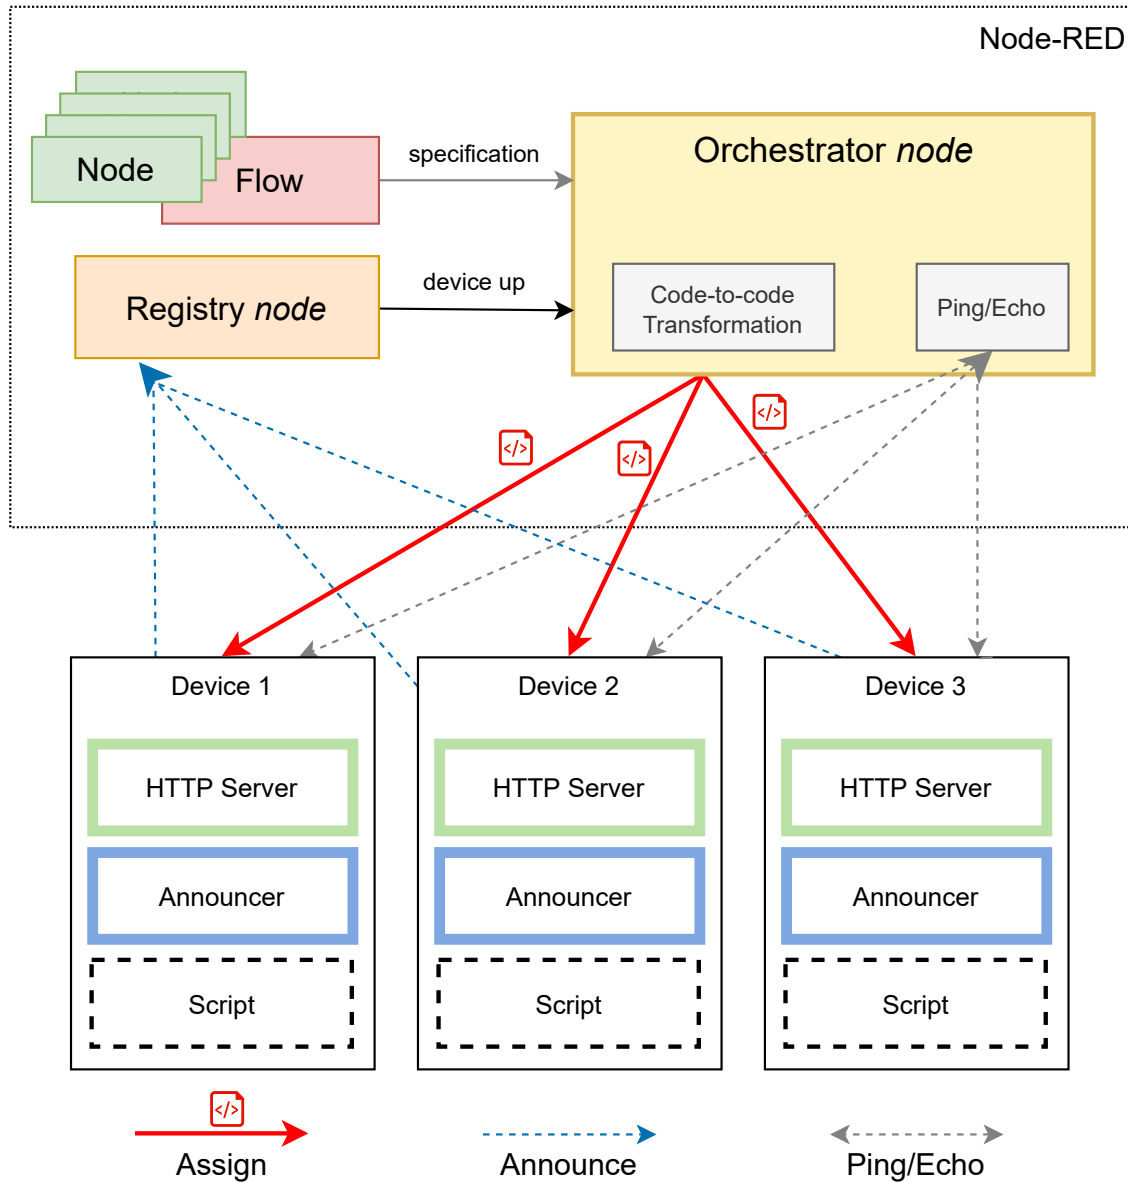 Node-RED
Node
Flow
specification
Orchestrator node
Registry node
device up
Code-to-code
Transformation
Ping/Echo
</>
</>
</>
Device 1
HTTP Server
Announcer
Script
Device 2
HTTP Server
Announcer
Script
Device 3
HTTP Server
Announcer
Script
</>
Assign
Announce
Ping/Echo